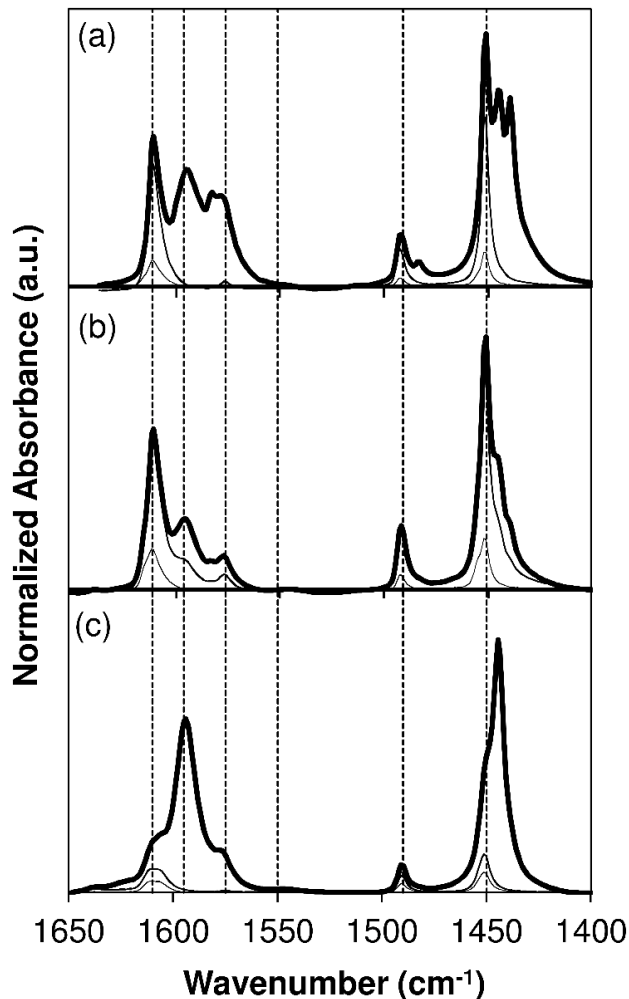 (a)
(b)
(c)
Normalized Absorbance (a.u.)
1650 1600 1550 1500 1450 1400
Wavenumber (cm⁻¹)